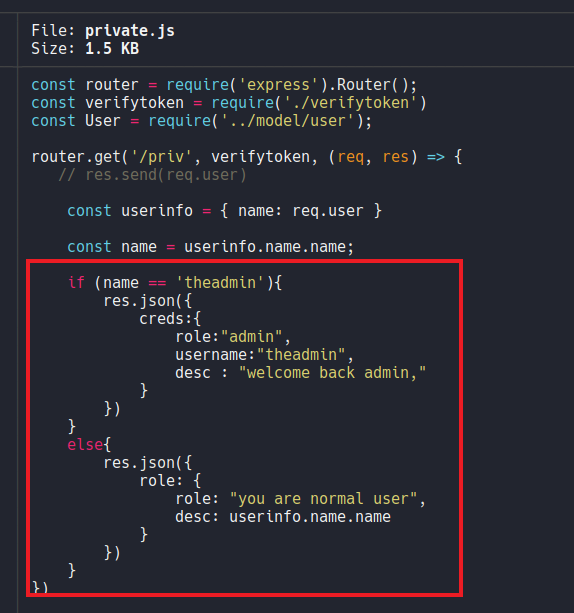 File: private.js
Size: 1.5 KB
const router = require('express').Router();
const verifytoken = require('./verifytoken')
const User = require('../model/user');
router.get('/priv', verifytoken, (req, res) => {
// res.send(req.user)
const userinfo = { name: req.user }
const name = userinfo.name.name;
if (name == 'theadmin'){
res.json({
creds:{
role:"admin",
username:"theadmin",
desc : "welcome back admin,"
}
})
}
else{
res.json({
role: {
role: "you are normal user",
desc: userinfo.name.name
}
})
}
})